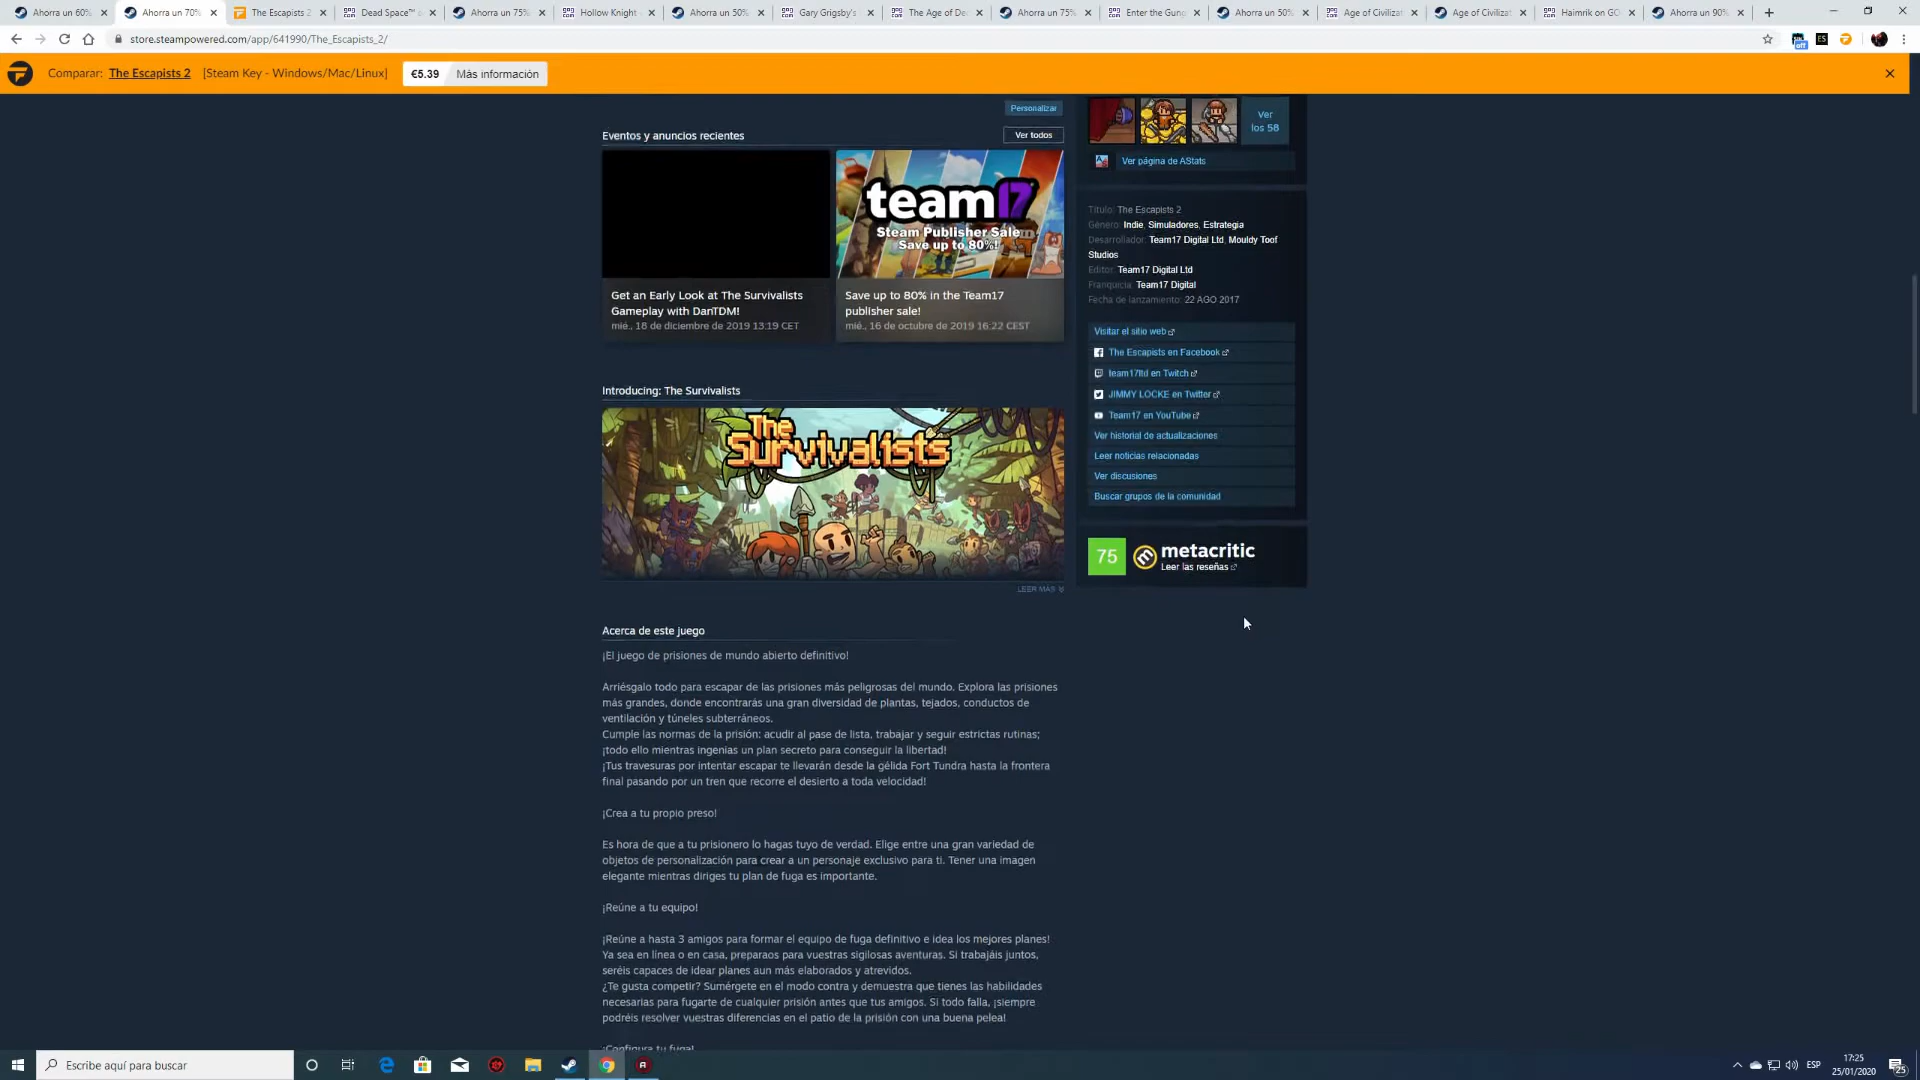 Ahorra un 60%
Ahorra un 70%
The Escapists 2
Dead Space™
Ahorra un 75%
Hollow Knight
Ahorra un 50%
Gary Grigsby's
The Age of De
Ahorra un 75%
Enter the Gun
Ahorra un 50%
Age of Civilizat
Age of Civilizat
Haimrik on GO
Ahorra un 90%
store.steampowered.com/app/641990/The_Escapists_2/
Comparar: The Escapists 2 [Steam Key - Windows/Mac/Linux] €5.39 Más información
Personalizar
Eventos y anuncios recientes
Ver todos
team17
Steam Publisher Sale
Save up to 80%!
Get an Early Look at The Survivalists
Gameplay with DanTDM!
mié., 18 de diciembre de 2019 13:19 CET
Save up to 80% in the Team17
publisher sale!
mié., 16 de octubre de 2019 16:22 CEST
Introducing: The Survivalists
The
Survivalists
LEER MÁS
Acerca de este juego
¡El juego de prisiones de mundo abierto definitivo!
Arriésgalo todo para escapar de las prisiones más peligrosas del mundo. Explora las prisiones
más grandes, donde encontrarás una gran diversidad de plantas, tejados, conductos de
ventilación y túneles subterráneos.
Cumple las normas de la prisión: acudir al pase de lista, trabajar y seguir estrictas rutinas;
¡todo ello mientras ingenias un plan secreto para conseguir la libertad!
¡Tus travesuras por intentar escapar te llevarán desde la gélida Fort Tundra hasta la frontera
final pasando por un tren que recorre el desierto a toda velocidad!
¡Crea a tu propio preso!
Es hora de que a tu prisionero lo hagas tuyo de verdad. Elige entre una gran variedad de
objetos de personalización para crear a un personaje exclusivo para ti. Tener una imagen
elegante mientras diriges tu plan de fuga es importante.
¡Reúne a tu equipo!
¡Reúne a hasta 3 amigos para formar el equipo de fuga definitivo e idea los mejores planes!
Ya sea en línea o en casa, preparaos para vuestras sigilosas aventuras. Si trabajáis juntos,
seréis capaces de idear planes aun más elaborados y atrevidos.
¿Te gusta competir? Sumérgete en el modo contra y demuestra que tienes las habilidades
necesarias para fugarte de cualquier prisión antes que tus amigos. Si todo falla, ¡siempre
podréis resolver vuestras diferencias en el patio de la prisión con una buena pelea!
¡Configura tu fuga!
Ver
los 58
Ver página de AStats
Título: The Escapists 2
Género: Indie, Simuladores, Estrategia
Desarrollador: Team17 Digital Ltd, Mouldy Toof
Studios
Editor: Team17 Digital Ltd
Franquicia: Team17 Digital
Fecha de lanzamiento: 22 AGO 2017
Visitar el sitio web
The Escapists en Facebook
team17ltd en Twitch
JIMMY LOCKE en Twitter
Team17 en YouTube
Ver historial de actualizaciones
Leer noticias relacionadas
Ver discusiones
Buscar grupos de la comunidad
75
metacritic
Leer las reseñas
Escribe aquí para buscar
ESP
17:25
25/01/2020
25